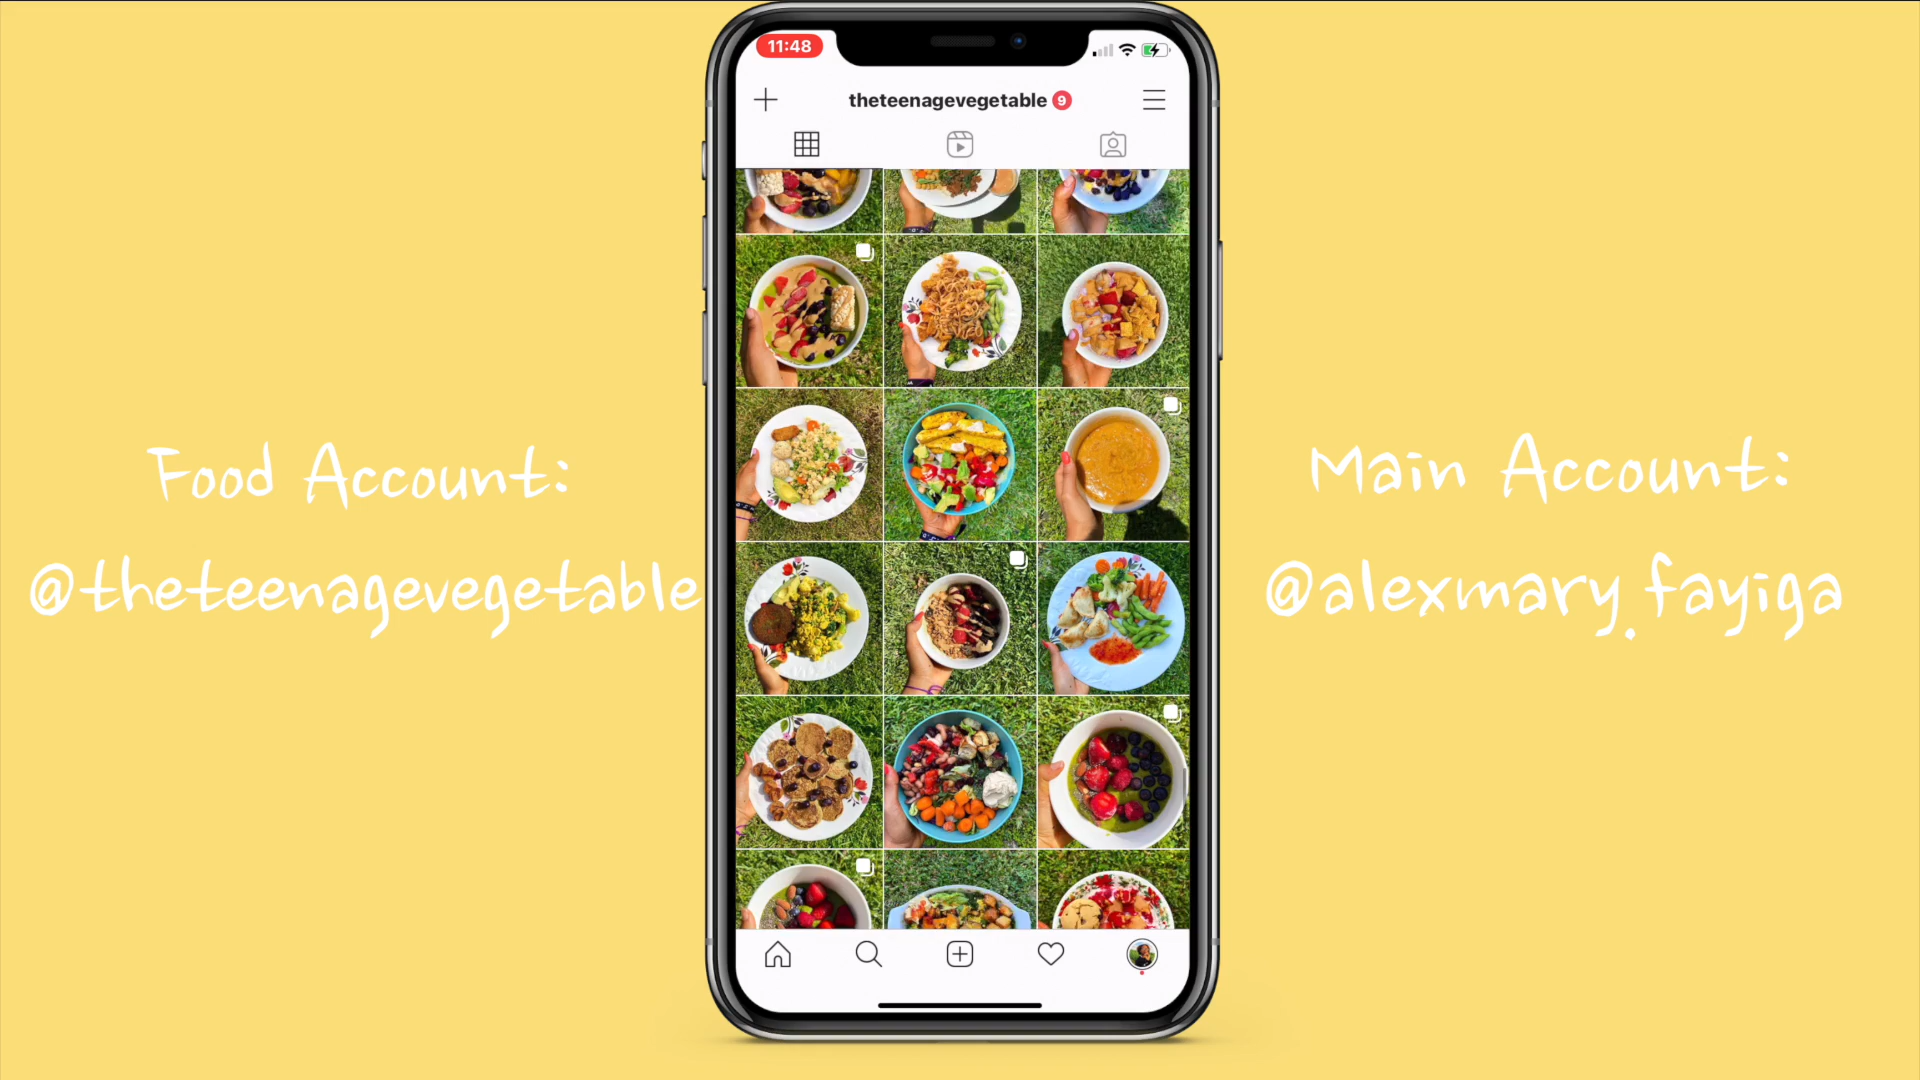 11:48
theteenagevegetable 9
Food Account:
@theteenagevegetable
Main Account:
@alexmary.fayiga